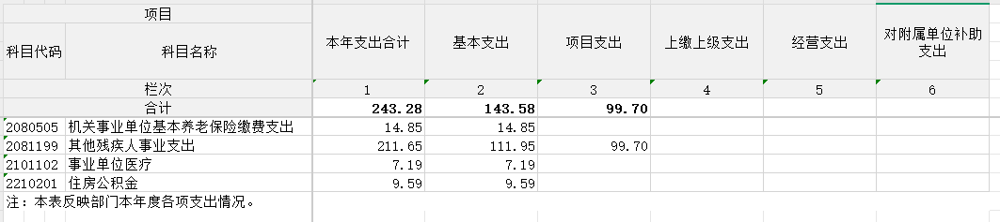 项目
科目代码 科目名称 本年支出合计 基本支出 项目支出 上缴上级支出 经营支出 对附属单位补助
支出
栏次 1 2 3 4 5 6
合计 243.28 143.58 99.70
2080505 机关事业单位基本养老保险缴费支出 14.85 14.85
2081199 其他残疾人事业支出 211.65 111.95 99.70
2101102 事业单位医疗 7.19 7.19
2210201 住房公积金 9.59 9.59
注：本表反映部门本年度各项支出情况。